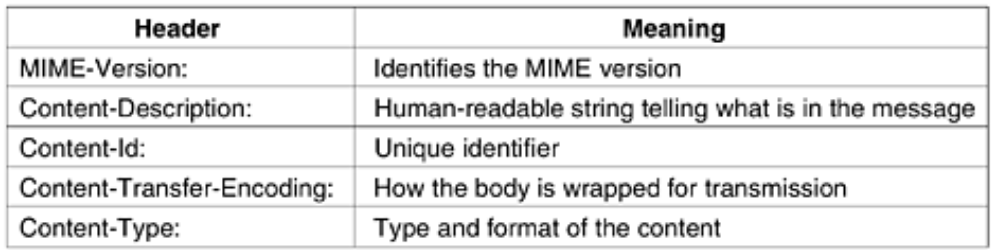 Header Meaning
MIME-Version: Identifies the MIME version
Content-Description: Human-readable string telling what is in the message
Content-Id: Unique identifier
Content-Transfer-Encoding: How the body is wrapped for transmission
Content-Type: Type and format of the content